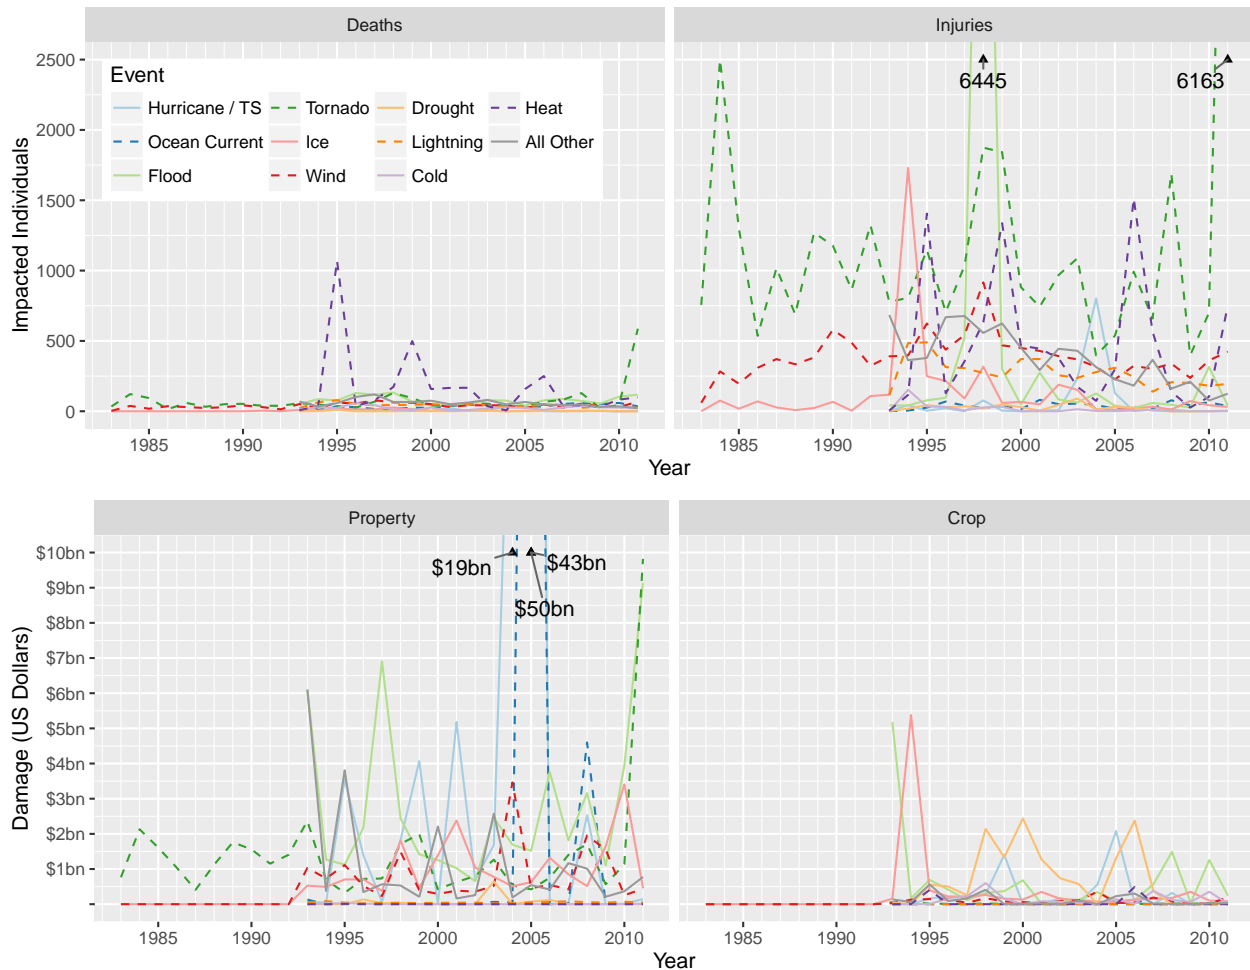 Deaths
Injuries
Impacted Individuals
2500
2000
1500
1000
500
0
Event
Hurricane / TS
Tornado
Drought
Heat
Ocean Current
Ice
Lightning
All Other
Flood
Wind
Cold
6445
6163
1985 1990 1995 2000 2005 2010
1985 1990 1995 2000 2005 2010
Year
Property
Crop
Damage (US Dollars)
$10bn
$9bn
$8bn
$7bn
$6bn
$5bn
$4bn
$3bn
$2bn
$1bn
$19bn
$43bn
$50bn
1985 1990 1995 2000 2005 2010
1985 1990 1995 2000 2005 2010
Year